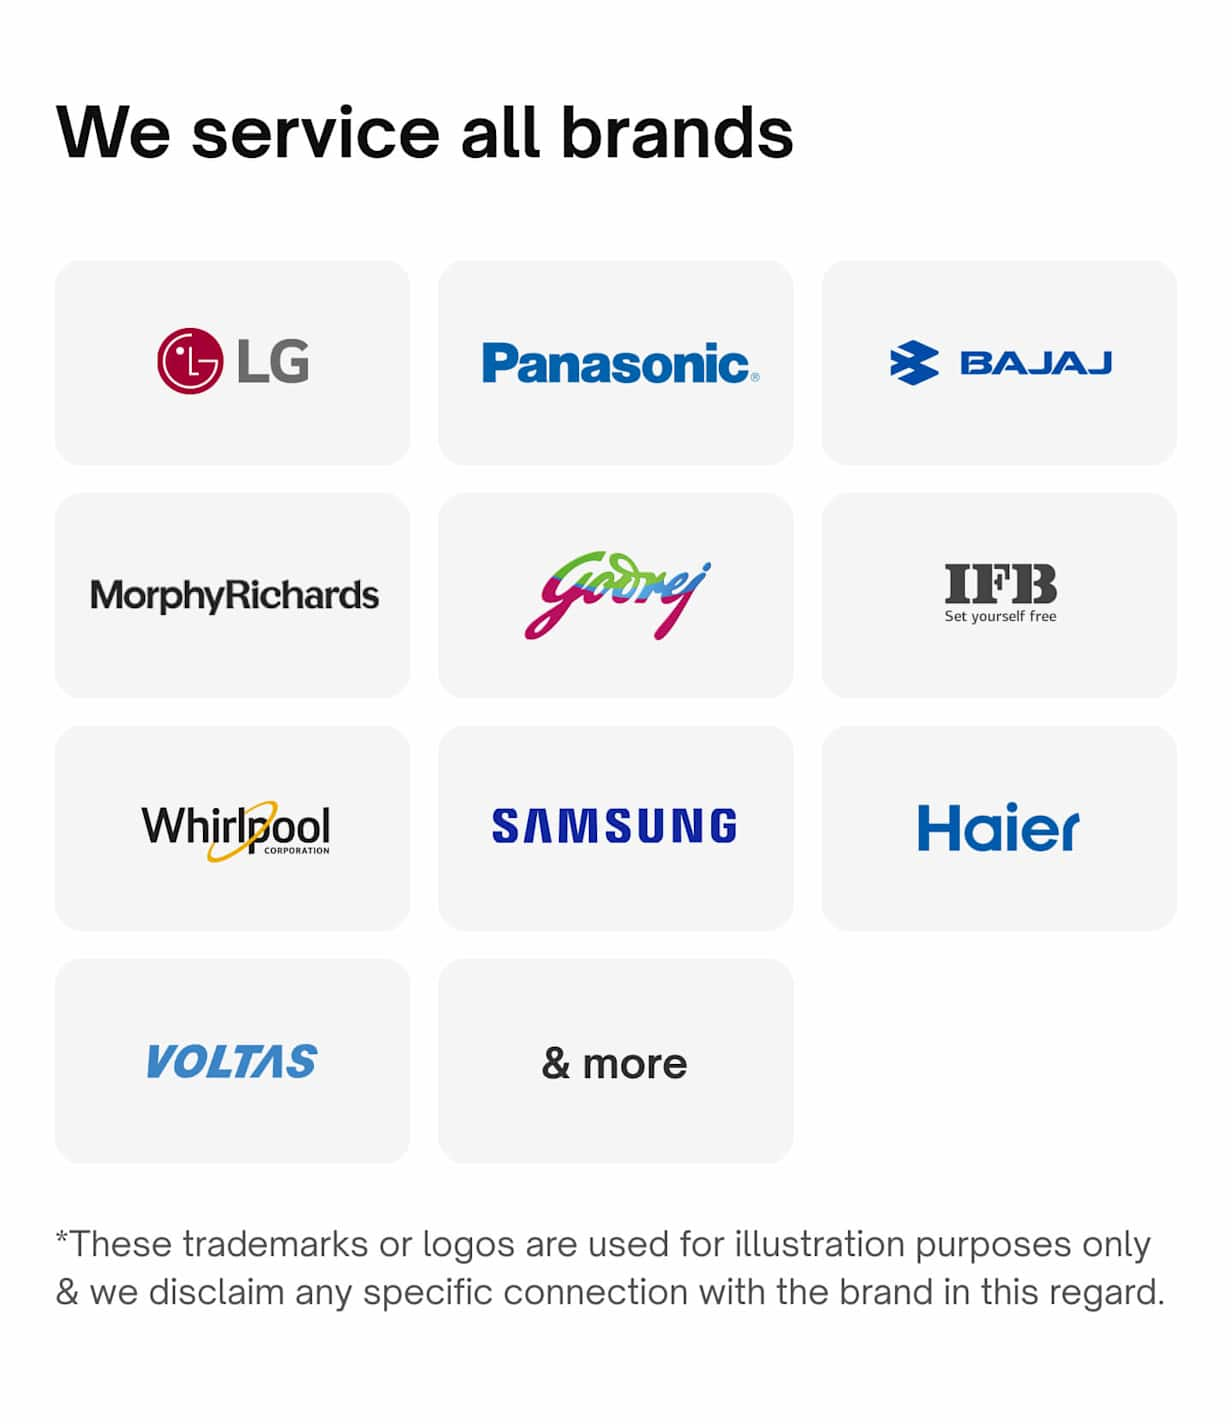 We service all brands
LG
Panasonic®
BAJAJ
MorphyRichards
Godrej
IFB
Set yourself free
Whirlpool
CORPORATION
SAMSUNG
Haier
VOLTAS
& more
*These trademarks or logos are used for illustration purposes only
& we disclaim any specific connection with the brand in this regard.